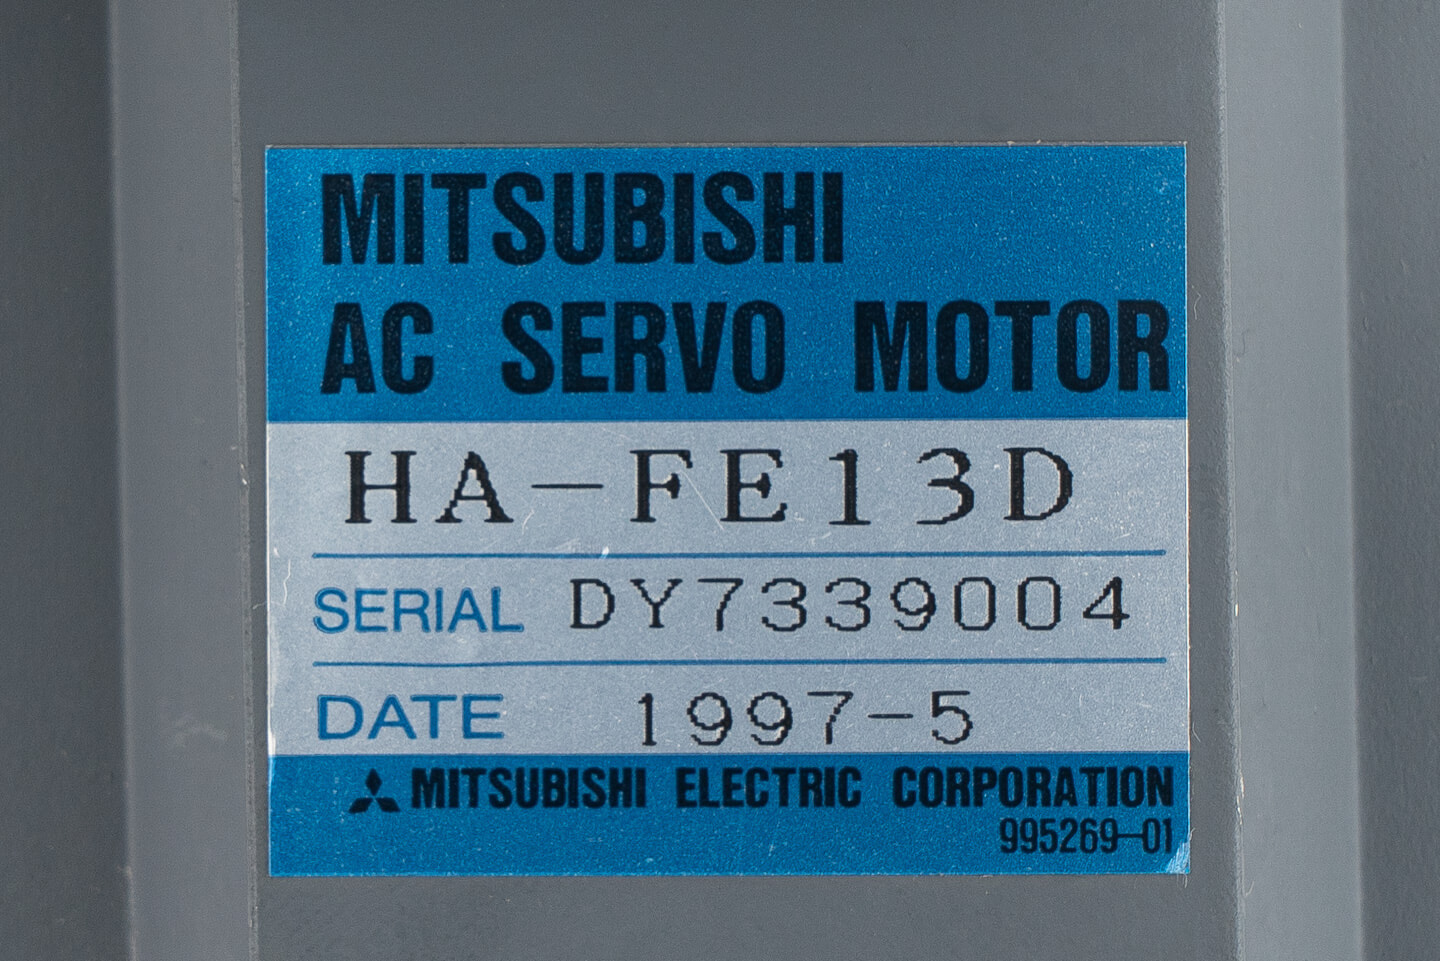 MITSUBISHI
AC SERVO MOTOR
HA-FE13D
SERIAL DY7339004
DATE 1997-5
MITSUBISHI ELECTRIC CORPORATION
995269-01